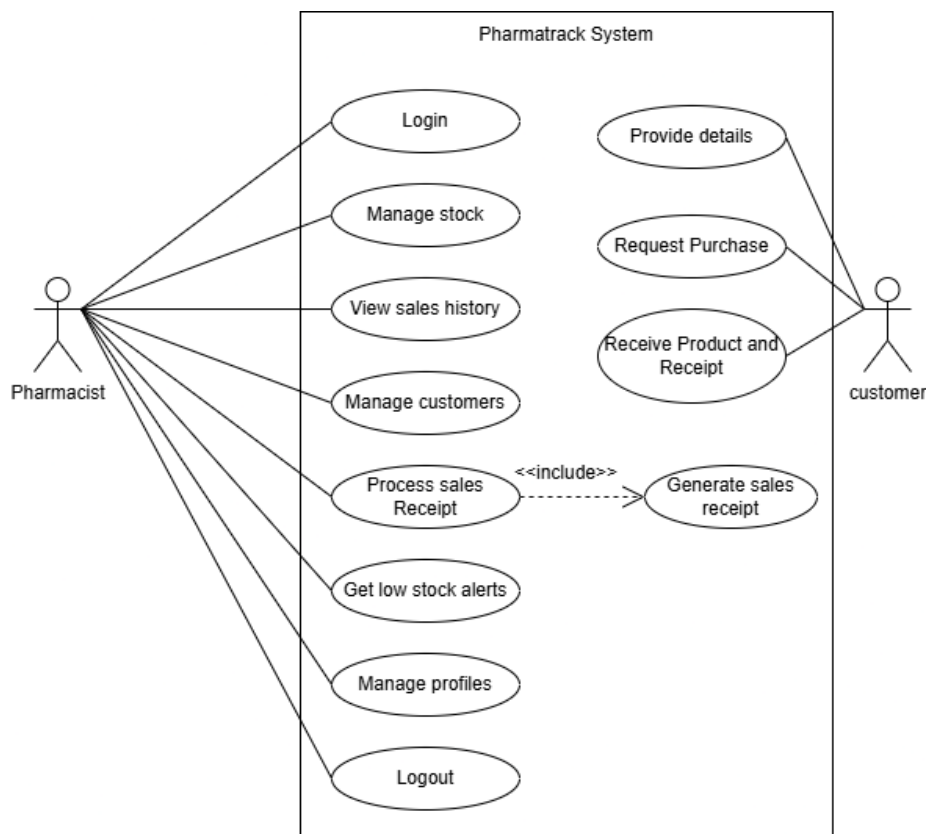 Pharmatrack System
Login
Provide details
Manage stock
Request Purchase
View sales history
Receive Product and
Receipt
Pharmacist
customer
Manage customers
<<include>>
Process sales
Receipt
Generate sales
receipt
Get low stock alerts
Manage profiles
Logout